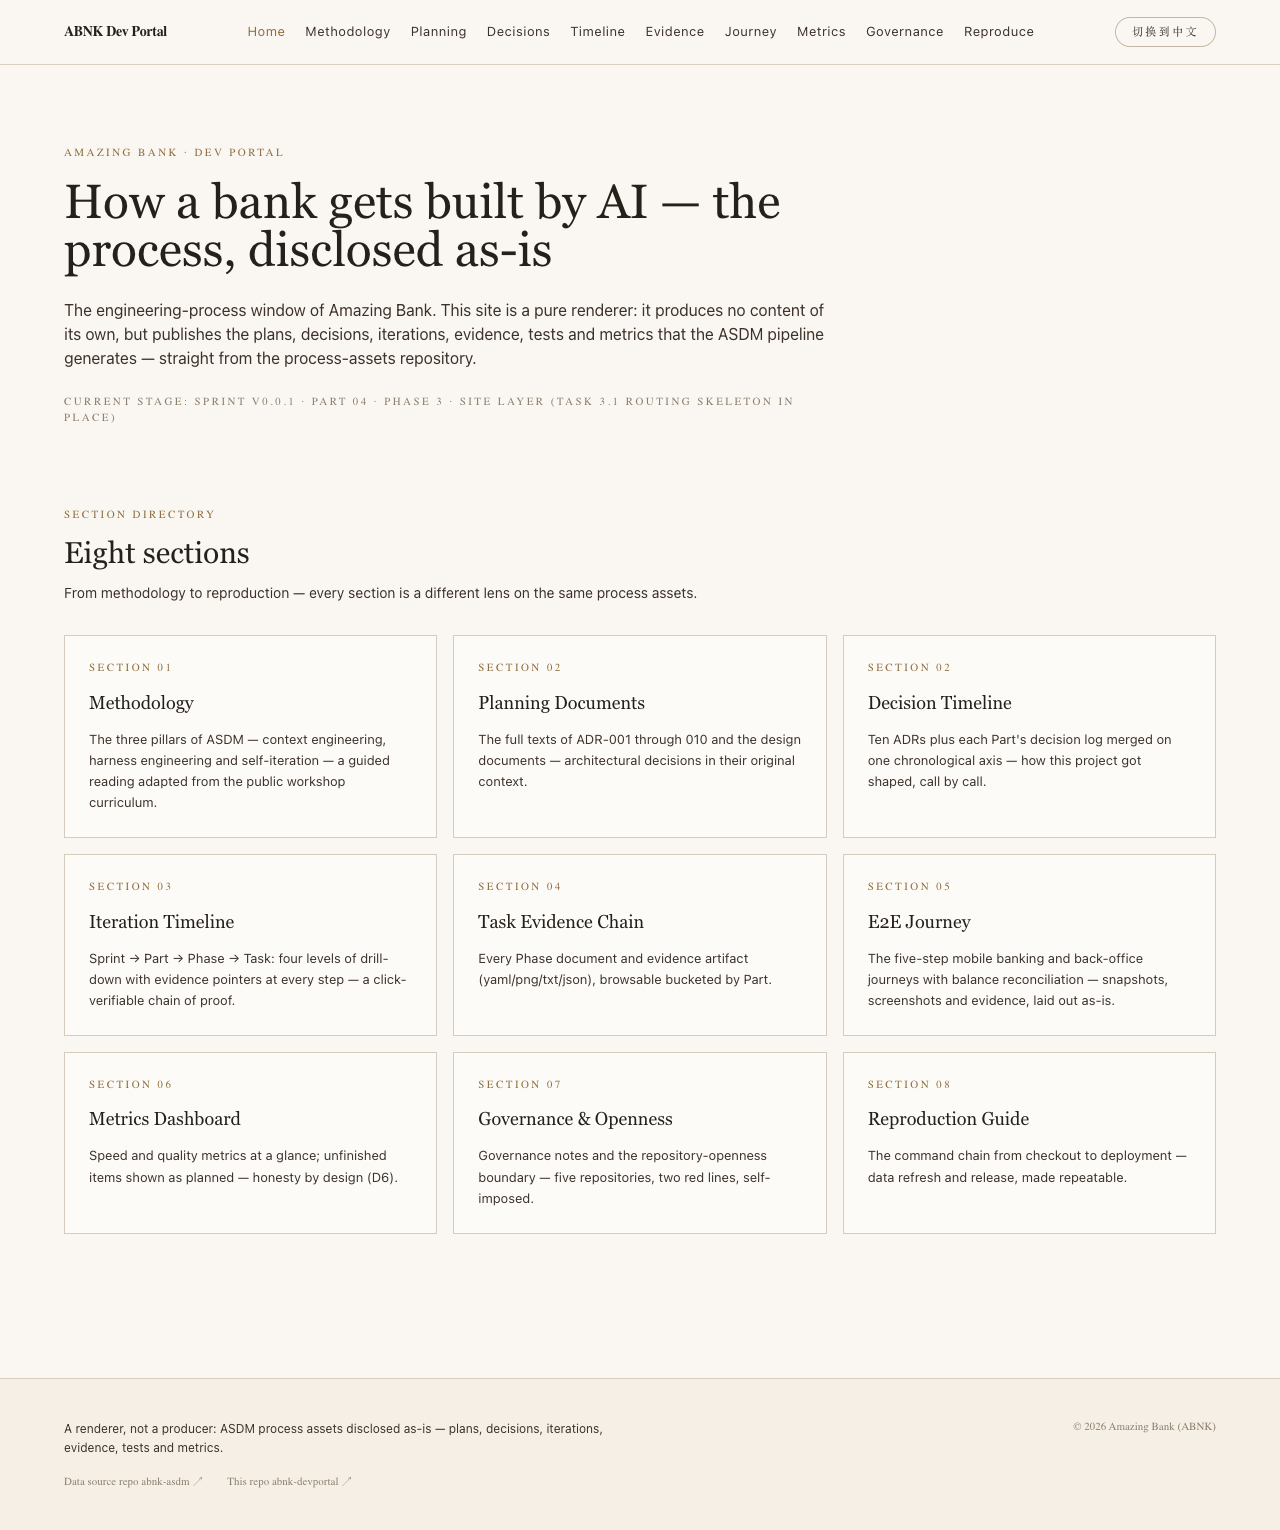 ABNK Dev Portal
Home Methodology Planning Decisions Timeline Evidence Journey Metrics Governance Reproduce
切换到中文
AMAZING BANK · DEV PORTAL
How a bank gets built by AI — the
process, disclosed as-is
The engineering-process window of Amazing Bank. This site is a pure renderer: it produces no content of
its own, but publishes the plans, decisions, iterations, evidence, tests and metrics that the ASDM pipeline
generates — straight from the process-assets repository.
CURRENT STAGE: SPRINT V0.0.1 · PART 04 · PHASE 3 · SITE LAYER (TASK 3.1 ROUTING SKELETON IN
PLACE)
SECTION DIRECTORY
Eight sections
From methodology to reproduction — every section is a different lens on the same process assets.
SECTION 01
Methodology
The three pillars of ASDM — context engineering,
harness engineering and self-iteration — a guided
reading adapted from the public workshop
curriculum.
SECTION 02
Planning Documents
The full texts of ADR-001 through 010 and the design
documents — architectural decisions in their original
context.
SECTION 02
Decision Timeline
Ten ADRs plus each Part's decision log merged on
one chronological axis — how this project got
shaped, call by call.
SECTION 03
Iteration Timeline
Sprint → Part → Phase → Task: four levels of drill-
down with evidence pointers at every step — a click-
verifiable chain of proof.
SECTION 04
Task Evidence Chain
Every Phase document and evidence artifact
(yaml/png/txt/json), browsable bucketed by Part.
SECTION 05
E2E Journey
The five-step mobile banking and back-office
journeys with balance reconciliation — snapshots,
screenshots and evidence, laid out as-is.
SECTION 06
Metrics Dashboard
Speed and quality metrics at a glance; unfinished
items shown as planned — honesty by design (D6).
SECTION 07
Governance & Openness
Governance notes and the repository-openness
boundary — five repositories, two red lines, self-
imposed.
SECTION 08
Reproduction Guide
The command chain from checkout to deployment —
data refresh and release, made repeatable.
A renderer, not a producer: ASDM process assets disclosed as-is — plans, decisions, iterations,
evidence, tests and metrics.
Data source repo abnk-asdm ↗ This repo abnk-devportal ↗
© 2026 Amazing Bank (ABNK)